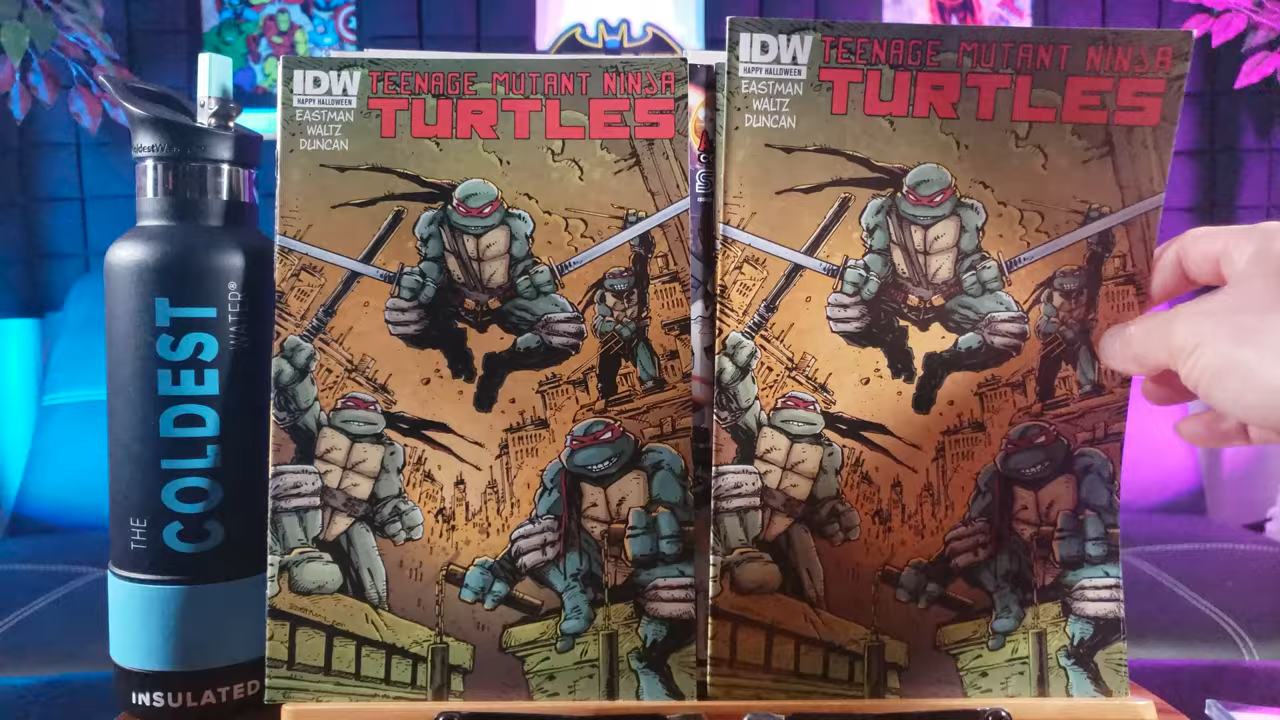 IDW
HAPPY HALLOWEEN
EASTMAN
WALTZ
DUNCAN
TEENAGE MUTANT NINJA
TURTLES
IDW
HAPPY HALLOWEEN
EASTMAN
WALTZ
DUNCAN
TEENAGE MUTANT NINJA
TURTLES
THE
COLDEST
WATER®
INSULATED